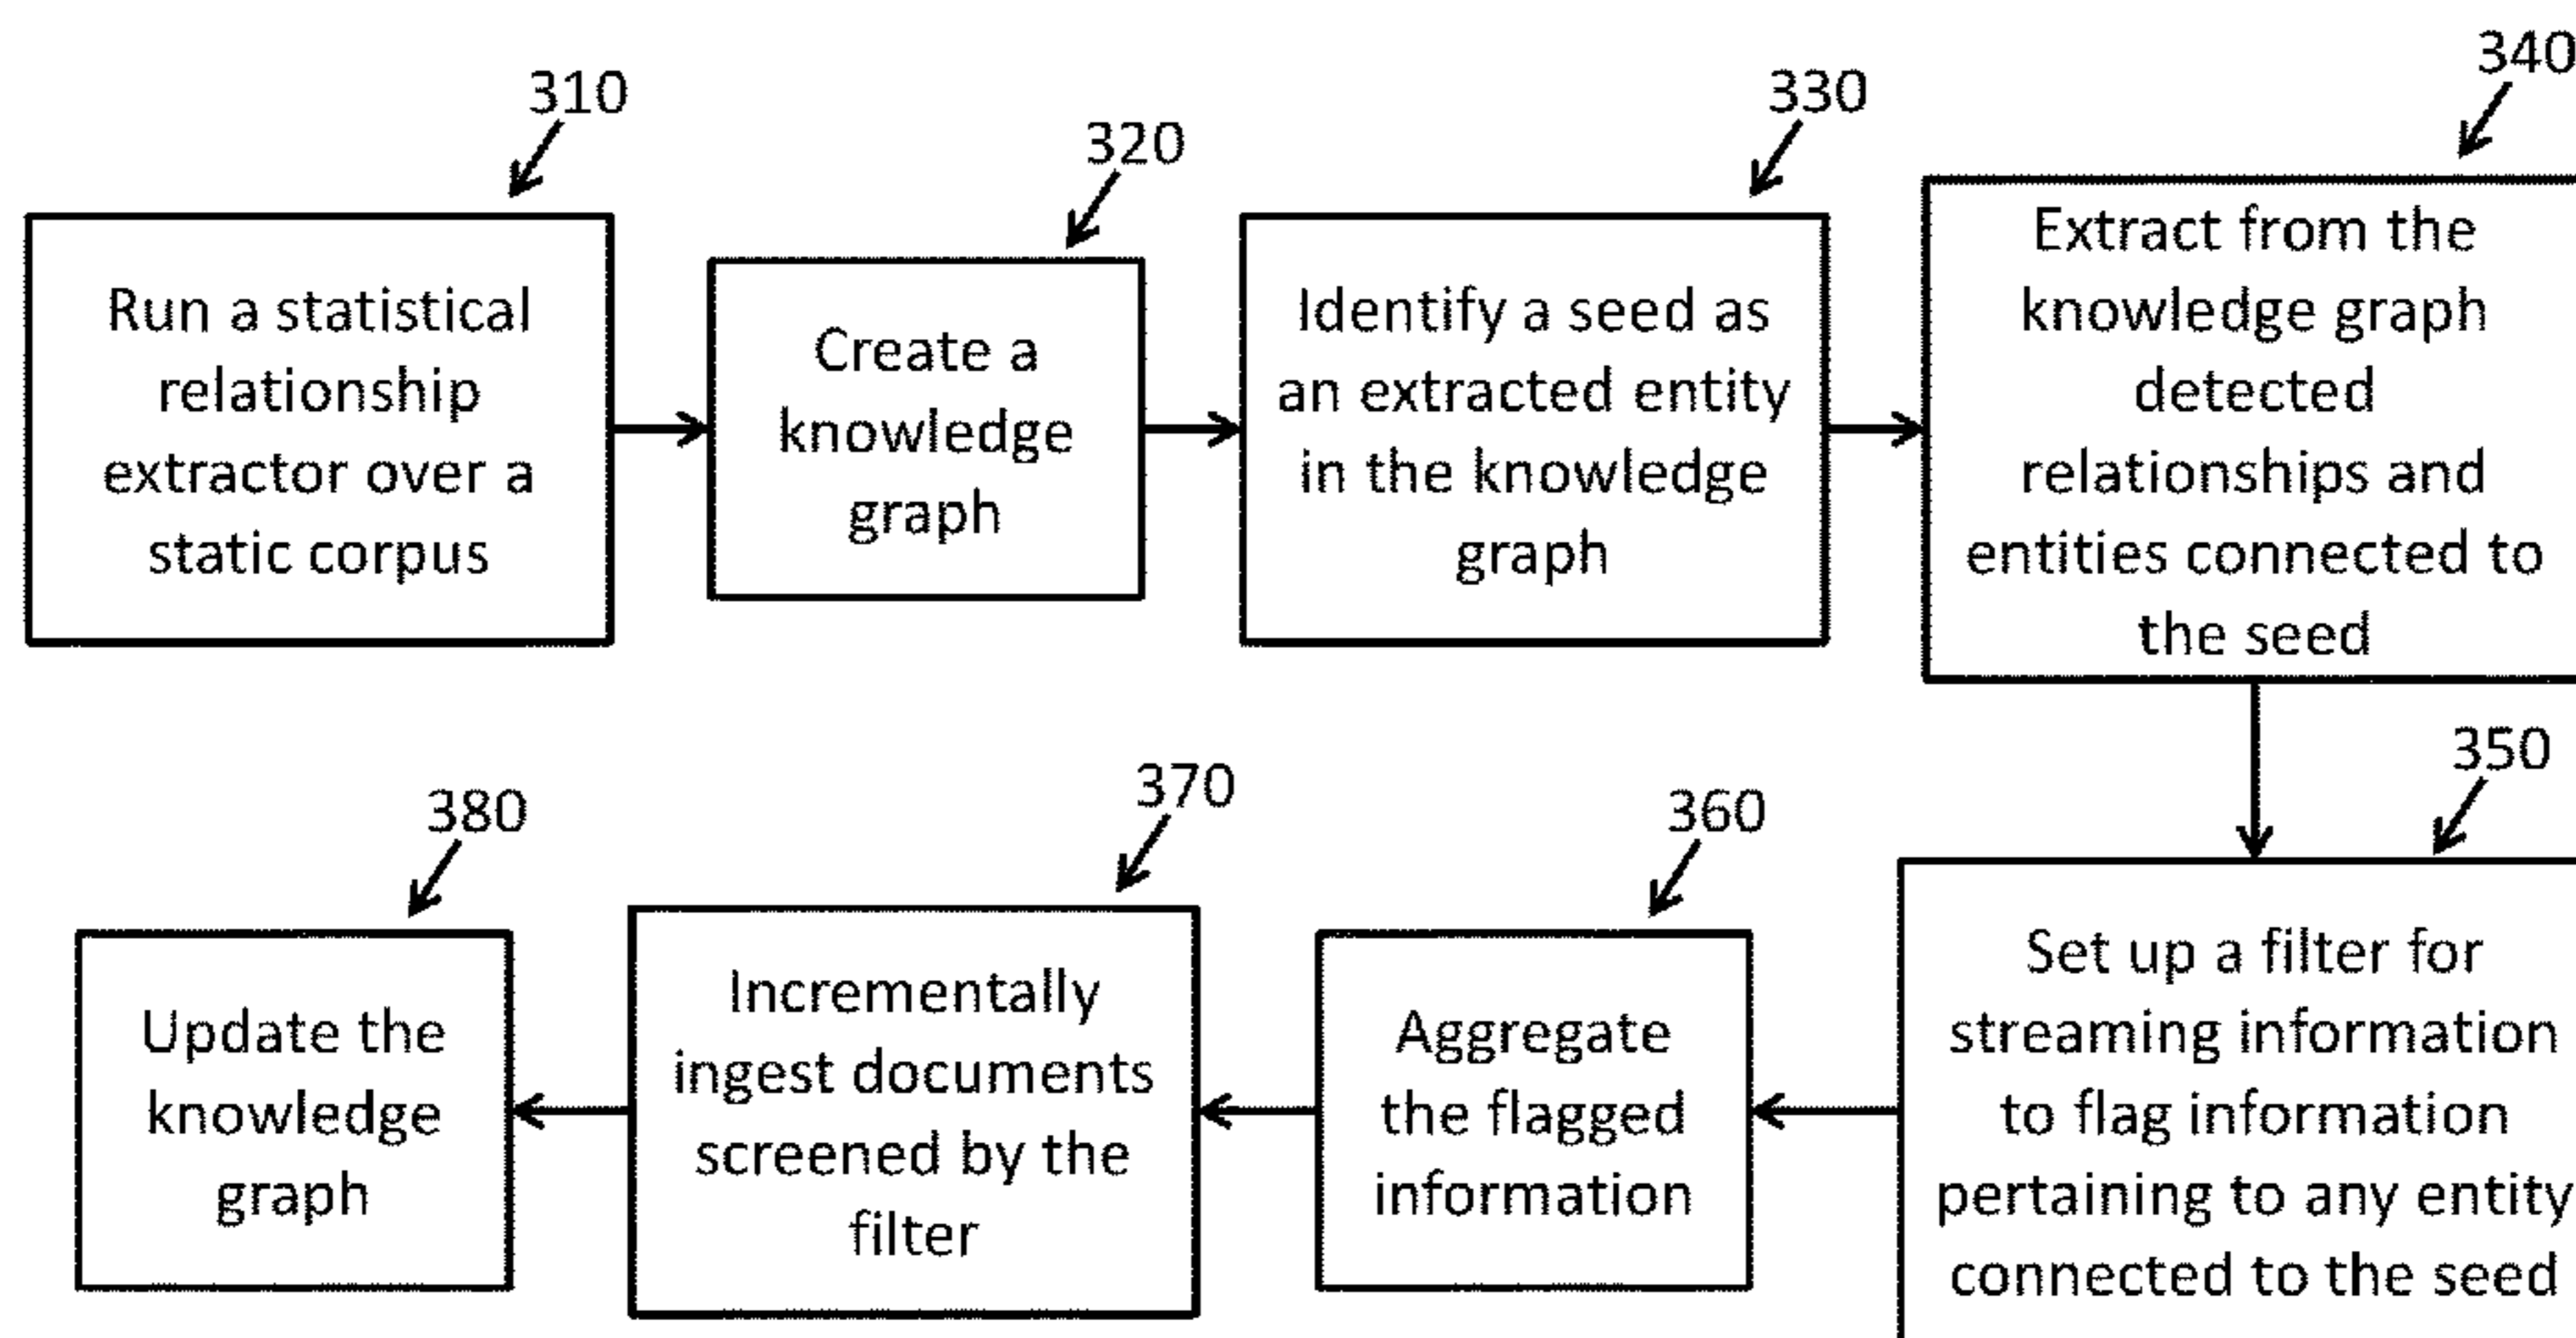 310
Run a statistical
relationship
extractor over a
static corpus
320
Create a
knowledge
graph
330
Identify a seed as
an extracted entity
in the knowledge
graph
340
Extract from the
knowledge graph
detected
relationships and
entities connected to
the seed
350
Set up a filter for
streaming information
to flag information
pertaining to any entity
connected to the seed
360
Aggregate
the flagged
information
370
Incrementally
ingest documents
screened by the
filter
380
Update the
knowledge
graph